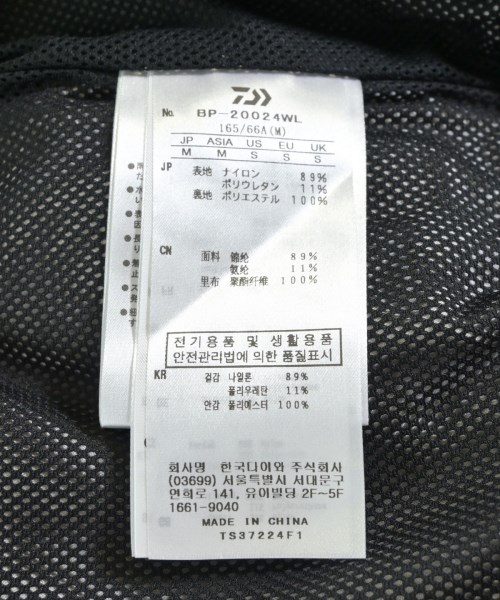 No. BP-20024WL
165/66A(M)
JP ASIA US EU UK
M M S S S
JP 表地 ナイロン 89%
ポリウレタン 11%
裏地 ポリエステル 100%
CN 面料 锦纶 89%
氨纶 11%
里布 聚酯纤维 100%
전기용품 및 생활용품
안전관리법에 의한 품질표시
KR 겉감 나일론 89%
폴리우레탄 11%
안감 폴리에스터 100%
회사명 한국다이와 주식회사
(03699) 서울특별시 서대문구
연희로 141, 유이빌딩 2F~5F
1661-9040
MADE IN CHINA
TS37224F1